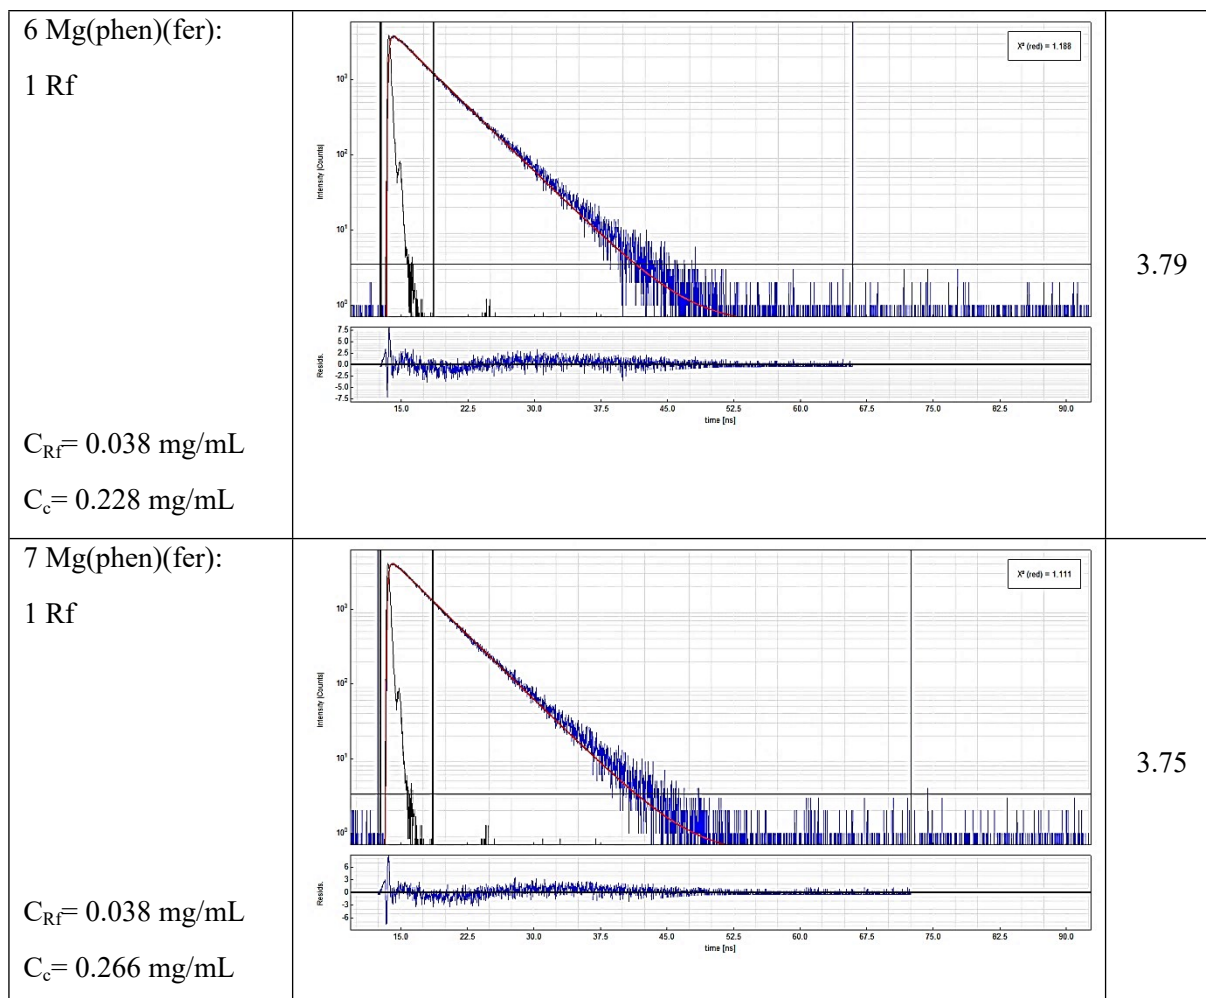 6 Mg(phen)(fer):
1 Rf
C_Rf= 0.038 mg/mL
C_c= 0.228 mg/mL
X² (red) = 1.188
Intensity [Counts]
10³
10²
10¹
10⁰
Resids.
7.5
5.0
2.5
0.0
-2.5
-5.0
-7.5
15.0 22.5 30.0 37.5 45.0 52.5 60.0 67.5 75.0 82.5 90.0
time [ns]
3.79
7 Mg(phen)(fer):
1 Rf
C_Rf= 0.038 mg/mL
C_c= 0.266 mg/mL
X² (red) = 1.111
Intensity [Counts]
10³
10²
10¹
10⁰
Resids.
6
3
0
-3
-6
15.0 22.5 30.0 37.5 45.0 52.5 60.0 67.5 75.0 82.5 90.0
time [ns]
3.75